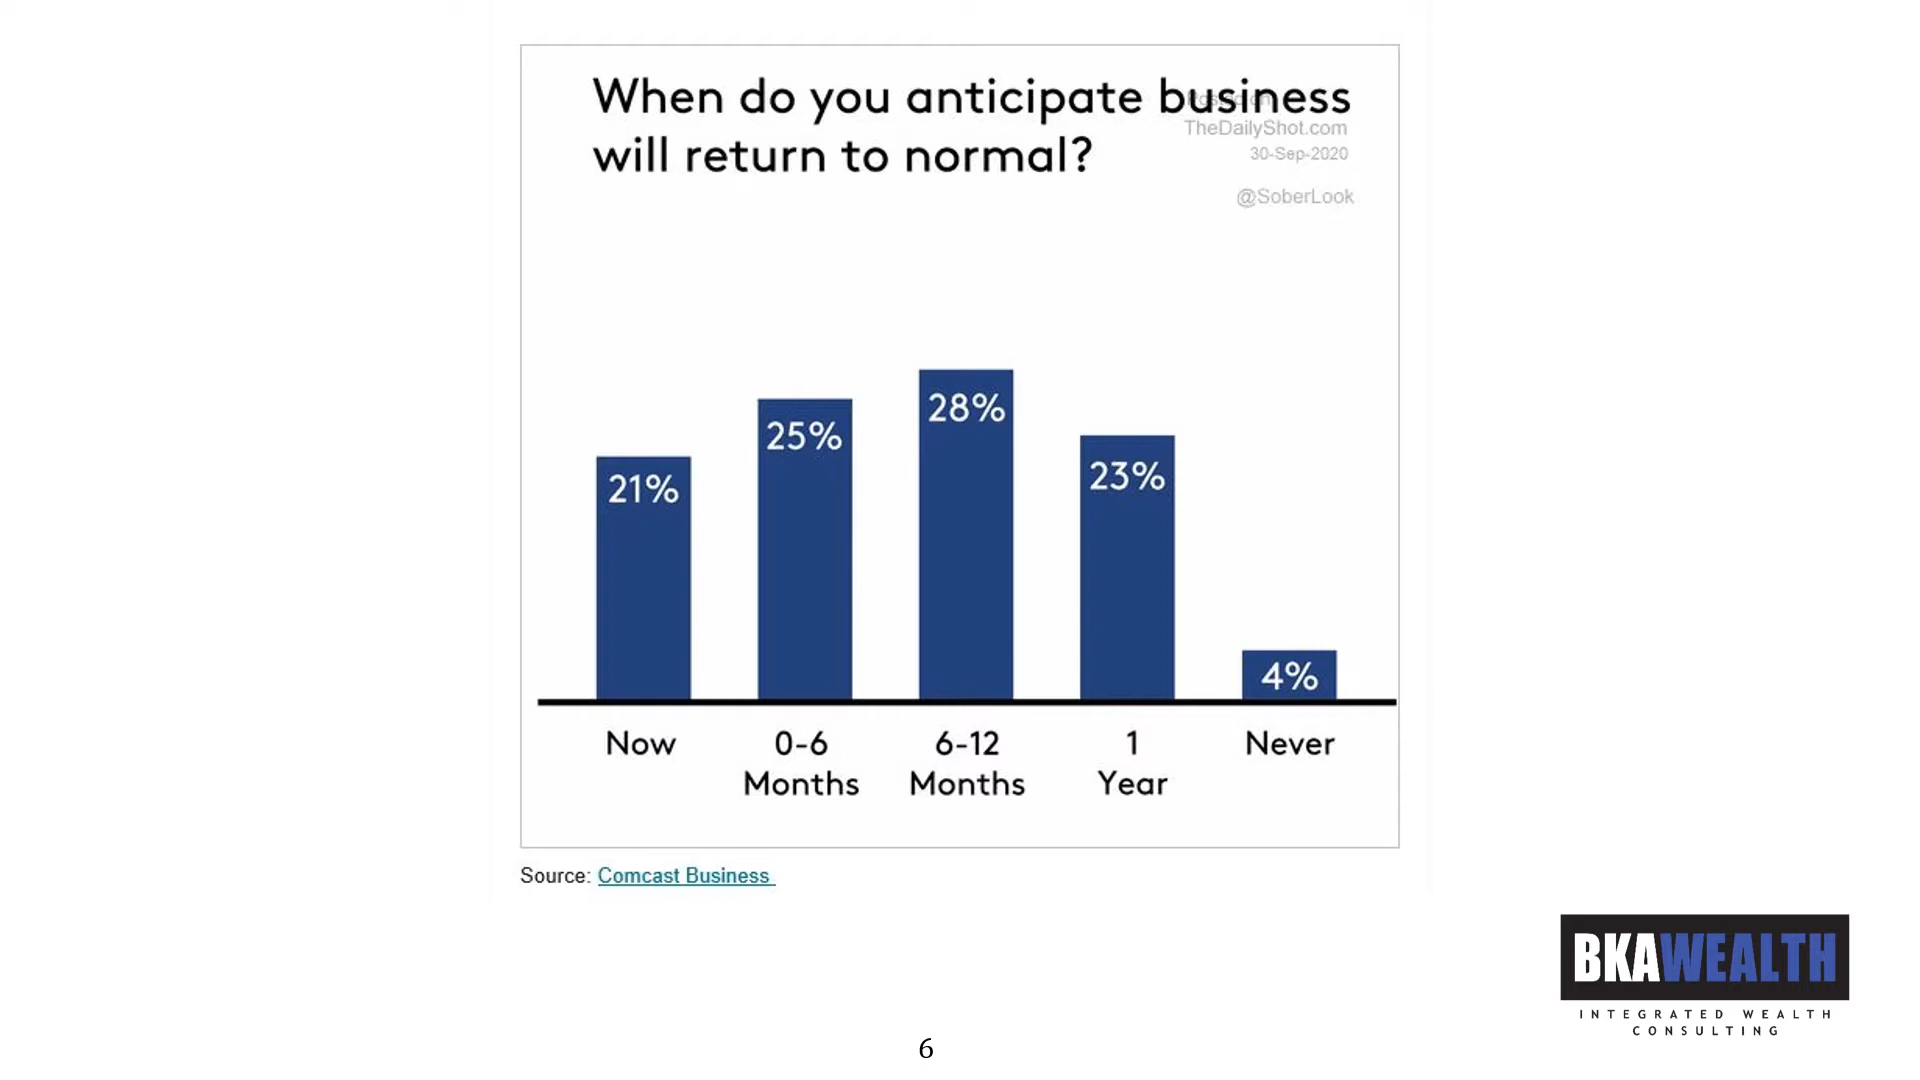 When do you anticipate business
will return to normal?
Posted on
TheDailyShot.com
30-Sep-2020
@SoberLook
21%
25%
28%
23%
4%
Now
0-6
Months
6-12
Months
1
Year
Never
Source: Comcast Business
BKAWEALTH
INTEGRATED WEALTH
CONSULTING
6